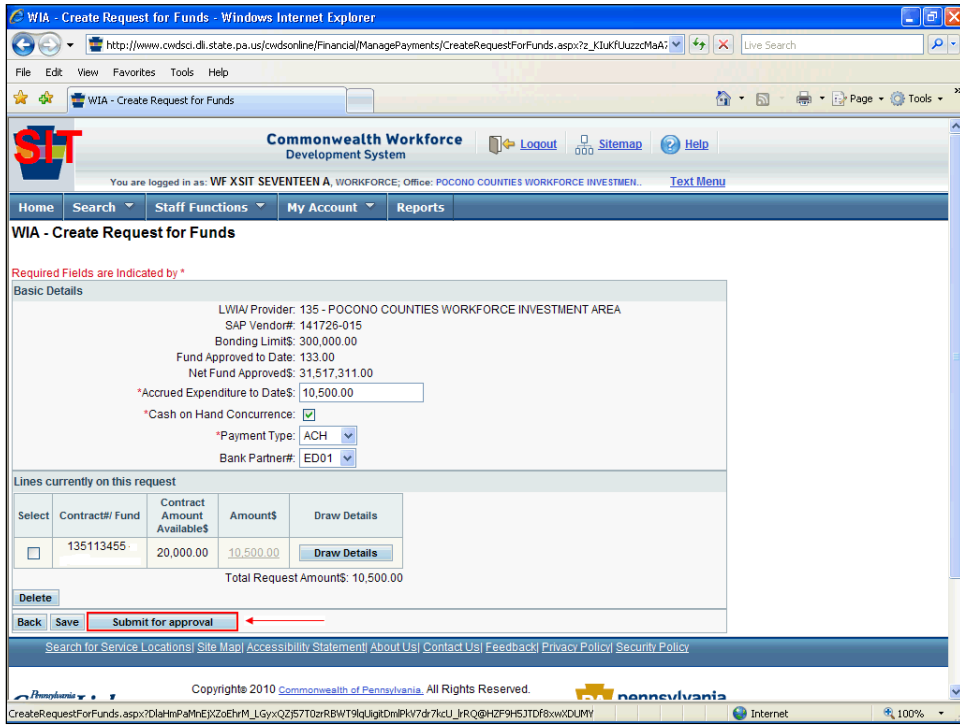 WIA - Create Request for Funds - Windows Internet Explorer
http://www.cwdsci.dli.state.pa.us/cwdsonline/Financial/ManagePayments/CreateRequestForFunds.aspx?z_KIuKfUuzzcMaA7
Live Search
File Edit View Favorites Tools Help
WIA - Create Request for Funds
Page Tools »
SIT
Commonwealth Workforce
Development System
Logout Sitemap Help
You are logged in as: WF XSIT SEVENTEEN A, WORKFORCE; Office: POCONO COUNTIES WORKFORCE INVESTMEN.. Text Menu
Home Search Staff Functions My Account Reports
WIA - Create Request for Funds
Required Fields are Indicated by *
Basic Details
LWIA/ Provider: 135 - POCONO COUNTIES WORKFORCE INVESTMENT AREA
SAP Vendor#: 141726-015
Bonding Limit$: 300,000.00
Fund Approved to Date: 133.00
Net Fund Approved$: 31,517,311.00
*Accrued Expenditure to Date$: 10,500.00
*Cash on Hand Concurrence:
*Payment Type: ACH
Bank Partner#: ED01
Lines currently on this request
Select Contract#/ Fund Contract Amount Available$ Amount$ Draw Details
135113455 20,000.00 10,500.00 Draw Details
Total Request Amount$: 10,500.00
Delete
Back Save Submit for approval
Search for Service Locations| Site Map| Accessibility Statement| About Us| Contact Us| Feedback| Privacy Policy| Security Policy
Copyright© 2010 Commonwealth of Pennsylvania. All Rights Reserved.
Pennsylvania
PA pennsylvania
Internet 100%